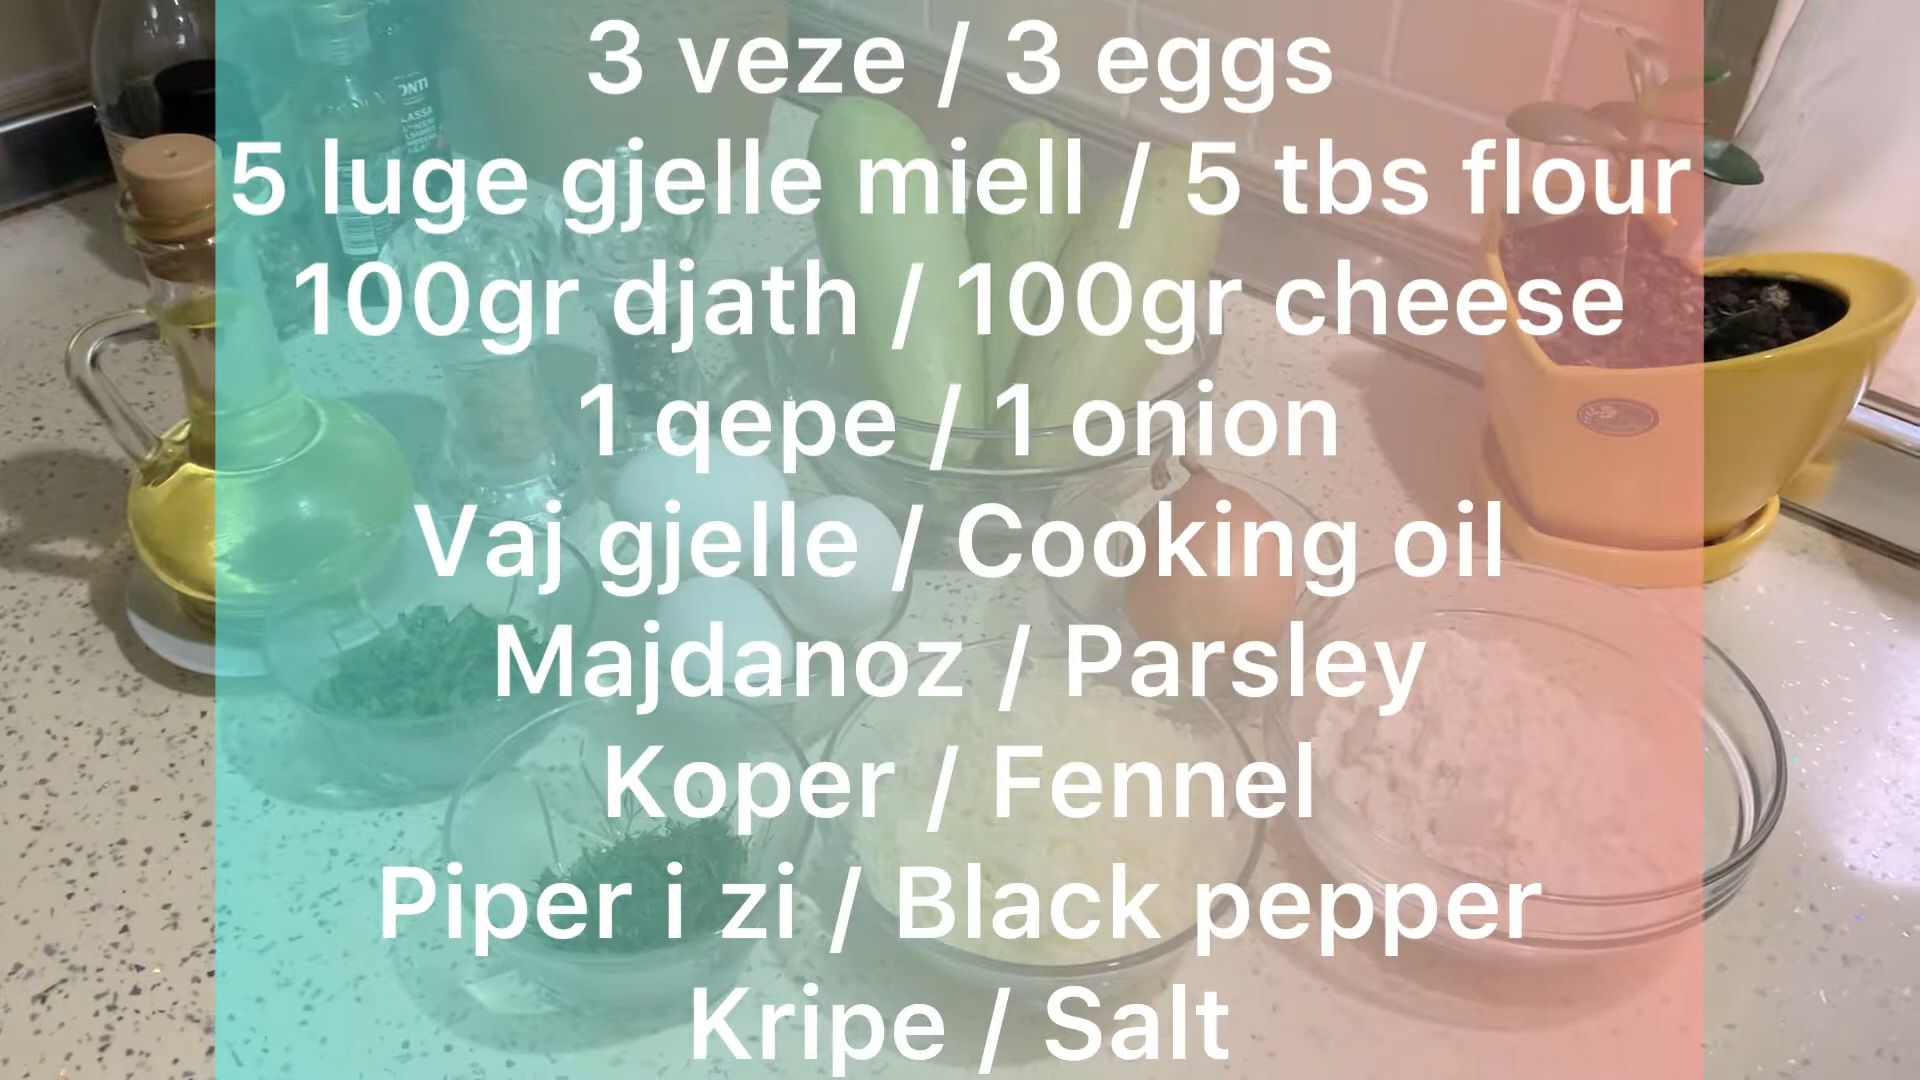 3 veze / 3 eggs
5 luge gjelle miell / 5 tbs flour
100gr djath / 100gr cheese
1 qepe / 1 onion
Vaj gjelle / Cooking oil
Majdanoz / Parsley
Koper / Fennel
Piper i zi / Black pepper
Kripe / Salt